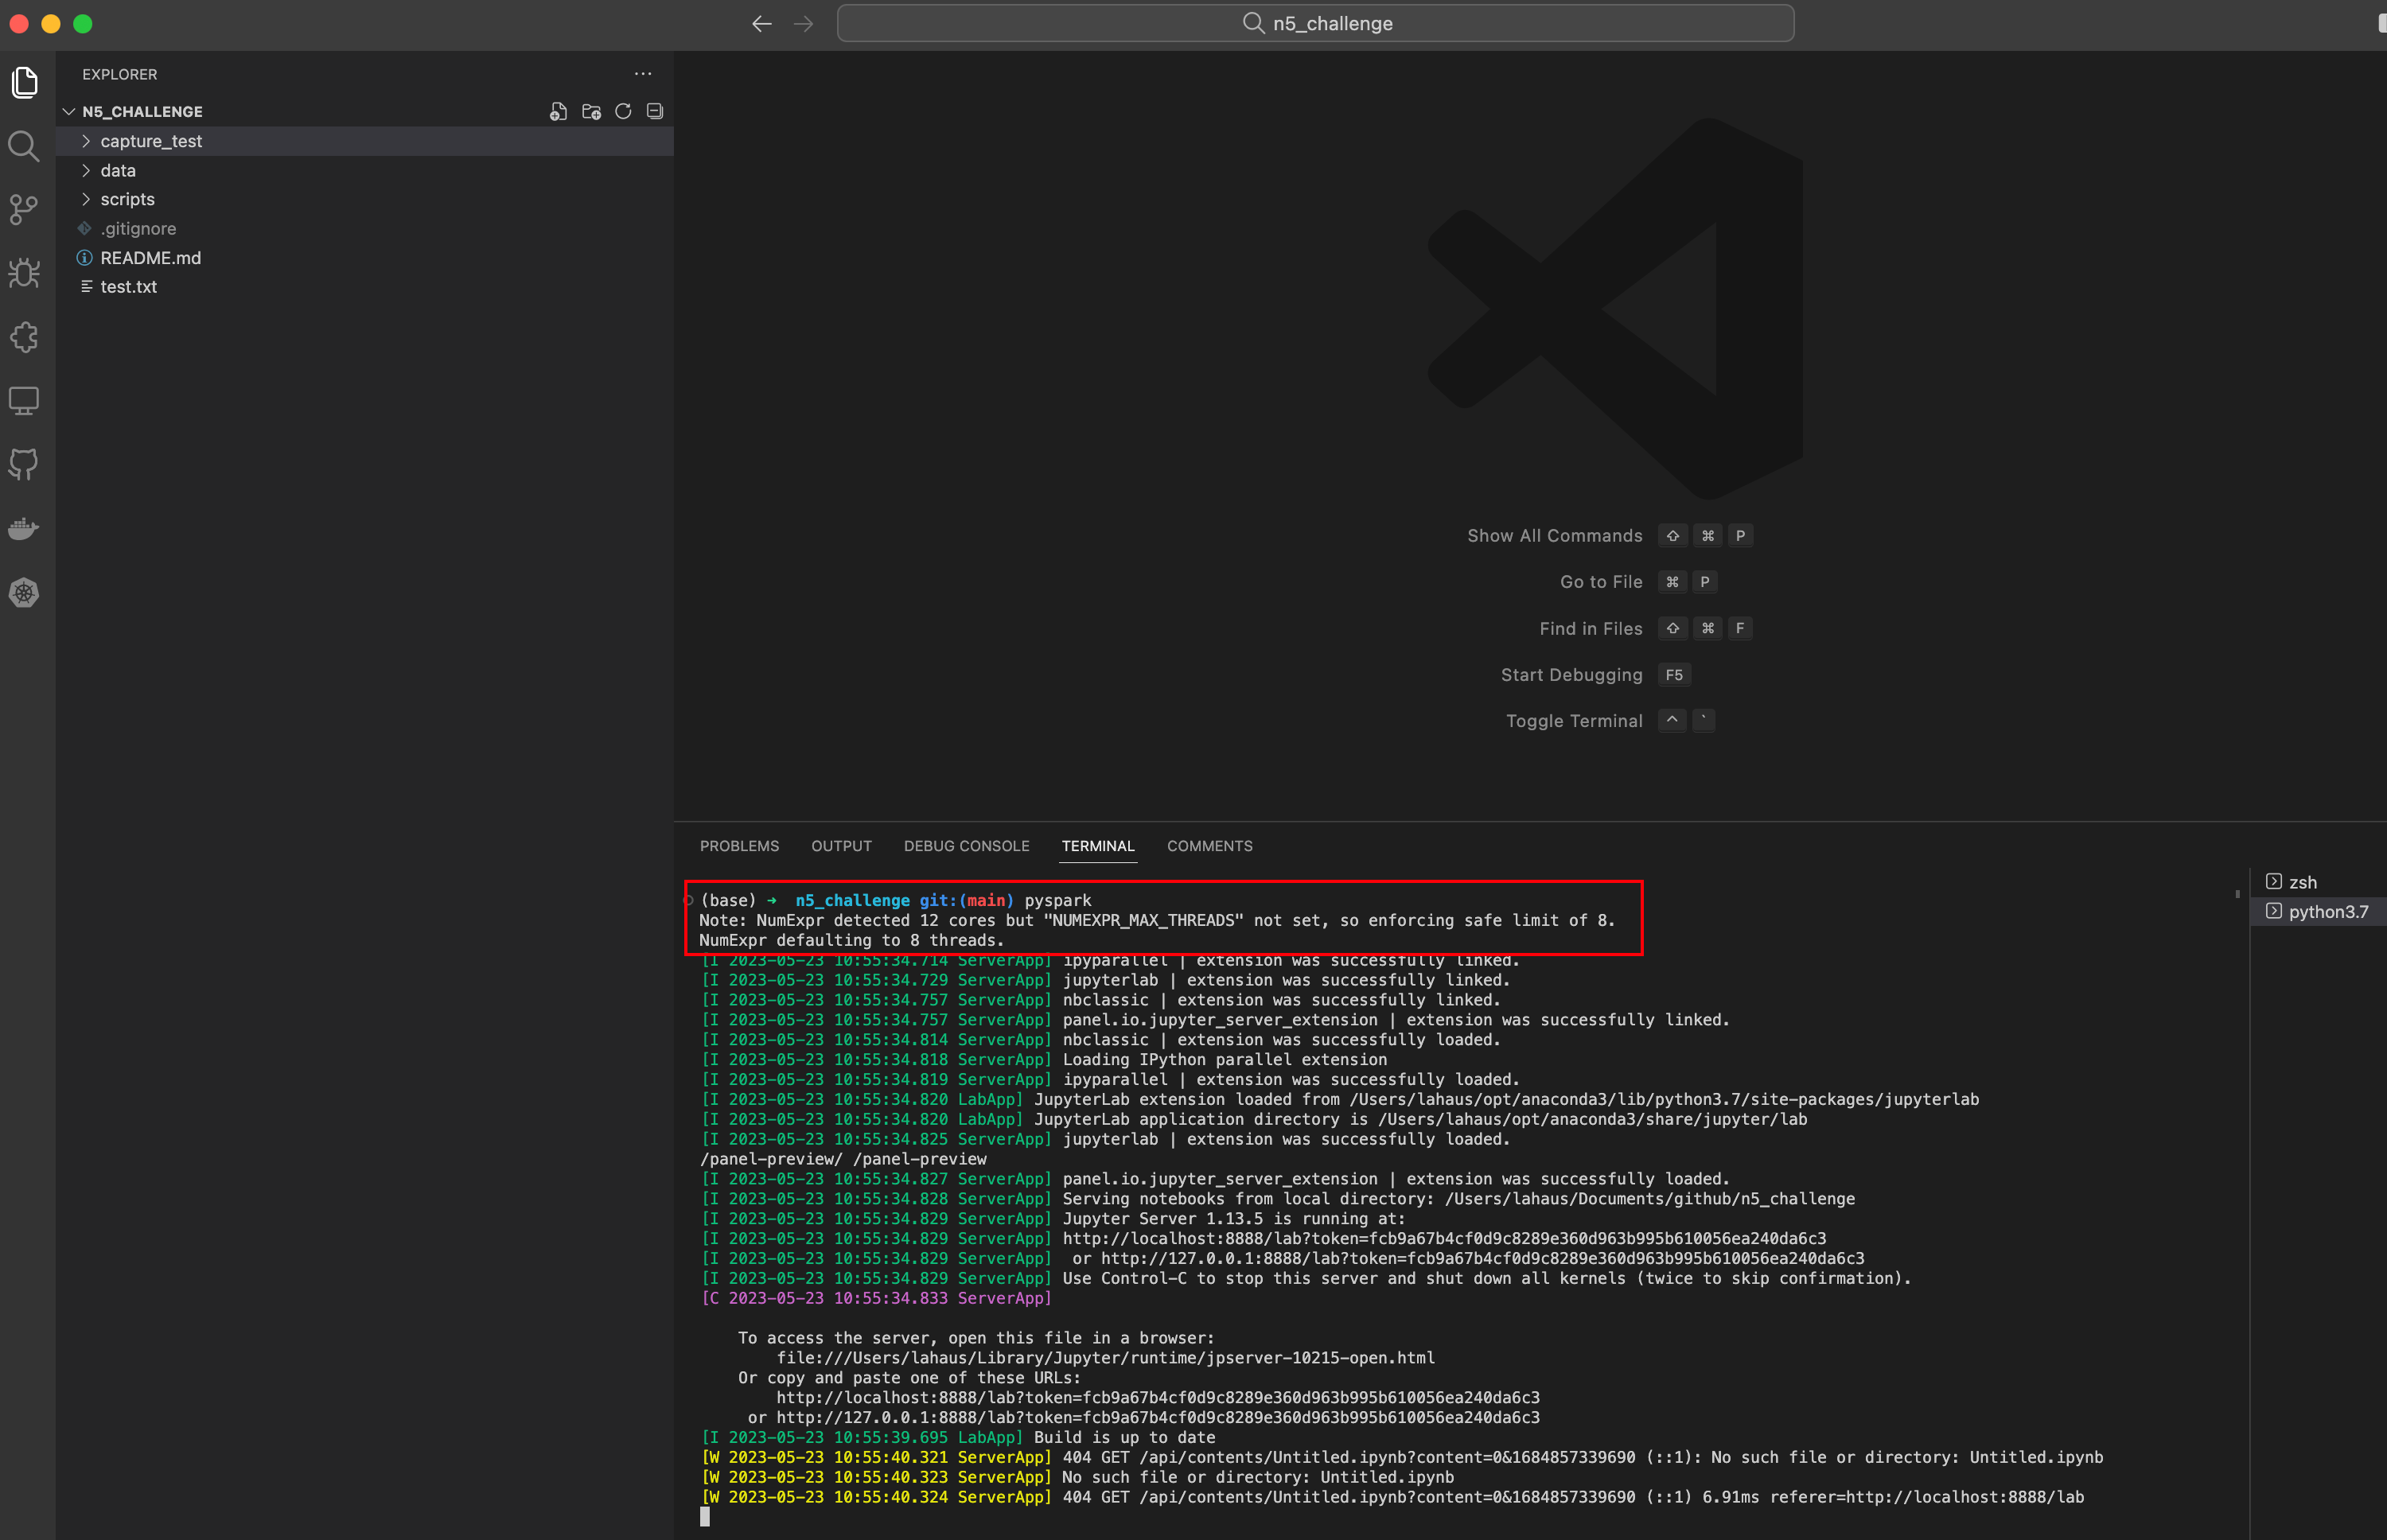 n5_challenge
EXPLORER
N5_CHALLENGE
capture_test
data
scripts
.gitignore
README.md
test.txt
Show All Commands ⇧ ⌘ P
Go to File ⌘ P
Find in Files ⇧ ⌘ F
Start Debugging F5
Toggle Terminal ^ `
PROBLEMS OUTPUT DEBUG CONSOLE TERMINAL COMMENTS
zsh
python3.7
(base) ➜ n5_challenge git:(main) pyspark
Note: NumExpr detected 12 cores but "NUMEXPR_MAX_THREADS" not set, so enforcing safe limit of 8.
NumExpr defaulting to 8 threads.
[I 2023-05-23 10:55:34.714 ServerApp] ipyparallel | extension was successfully linked.
[I 2023-05-23 10:55:34.729 ServerApp] jupyterlab | extension was successfully linked.
[I 2023-05-23 10:55:34.757 ServerApp] nbclassic | extension was successfully linked.
[I 2023-05-23 10:55:34.757 ServerApp] panel.io.jupyter_server_extension | extension was successfully linked.
[I 2023-05-23 10:55:34.814 ServerApp] nbclassic | extension was successfully loaded.
[I 2023-05-23 10:55:34.818 ServerApp] Loading IPython parallel extension
[I 2023-05-23 10:55:34.819 ServerApp] ipyparallel | extension was successfully loaded.
[I 2023-05-23 10:55:34.820 LabApp] JupyterLab extension loaded from /Users/lahaus/opt/anaconda3/lib/python3.7/site-packages/jupyterlab
[I 2023-05-23 10:55:34.820 LabApp] JupyterLab application directory is /Users/lahaus/opt/anaconda3/share/jupyter/lab
[I 2023-05-23 10:55:34.825 ServerApp] jupyterlab | extension was successfully loaded.
/panel-preview/ /panel-preview
[I 2023-05-23 10:55:34.827 ServerApp] panel.io.jupyter_server_extension | extension was successfully loaded.
[I 2023-05-23 10:55:34.828 ServerApp] Serving notebooks from local directory: /Users/lahaus/Documents/github/n5_challenge
[I 2023-05-23 10:55:34.829 ServerApp] Jupyter Server 1.13.5 is running at:
[I 2023-05-23 10:55:34.829 ServerApp] http://localhost:8888/lab?token=fcb9a67b4cf0d9c8289e360d963b995b610056ea240da6c3
[I 2023-05-23 10:55:34.829 ServerApp]  or http://127.0.0.1:8888/lab?token=fcb9a67b4cf0d9c8289e360d963b995b610056ea240da6c3
[I 2023-05-23 10:55:34.829 ServerApp] Use Control-C to stop this server and shut down all kernels (twice to skip confirmation).
[C 2023-05-23 10:55:34.833 ServerApp]
To access the server, open this file in a browser:
file:///Users/lahaus/Library/Jupyter/runtime/jpserver-10215-open.html
Or copy and paste one of these URLs:
http://localhost:8888/lab?token=fcb9a67b4cf0d9c8289e360d963b995b610056ea240da6c3
or http://127.0.0.1:8888/lab?token=fcb9a67b4cf0d9c8289e360d963b995b610056ea240da6c3
[I 2023-05-23 10:55:39.695 LabApp] Build is up to date
[W 2023-05-23 10:55:40.321 ServerApp] 404 GET /api/contents/Untitled.ipynb?content=0&1684857339690 (::1): No such file or directory: Untitled.ipynb
[W 2023-05-23 10:55:40.323 ServerApp] No such file or directory: Untitled.ipynb
[W 2023-05-23 10:55:40.324 ServerApp] 404 GET /api/contents/Untitled.ipynb?content=0&1684857339690 (::1) 6.91ms referer=http://localhost:8888/lab